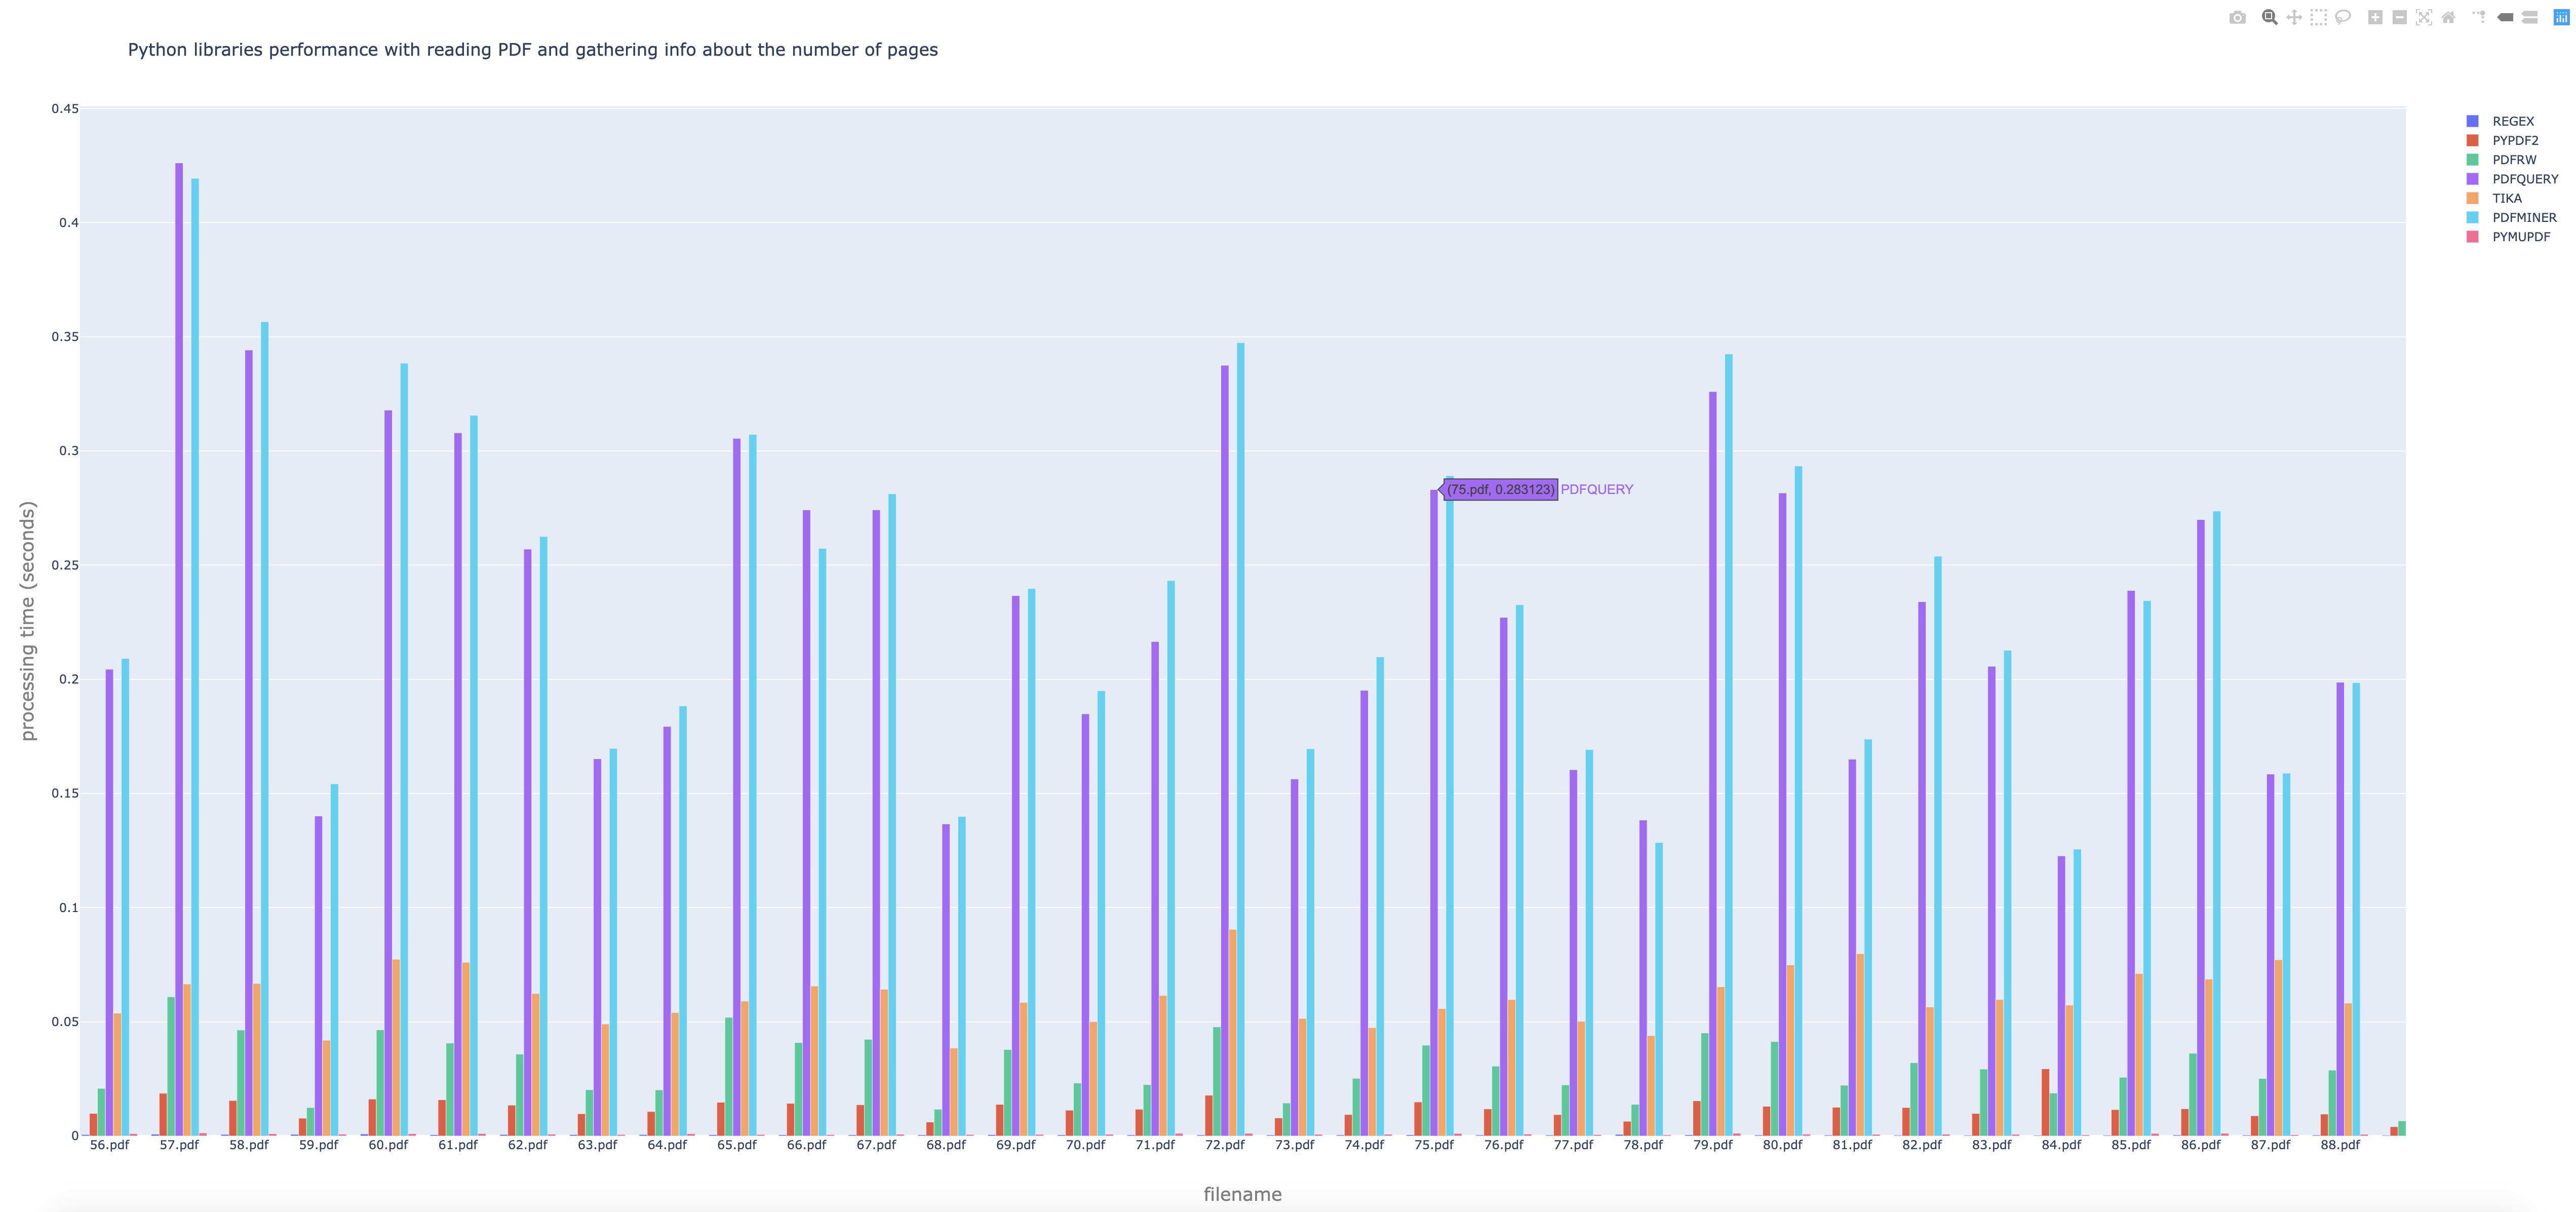 Python libraries performance with reading PDF and gathering info about the number of pages
0.45
0.4
0.35
0.3
0.25
0.2
0.15
0.1
0.05
0
processing time (seconds)
REGEX
PYPDF2
PDFRW
PDFQUERY
TIKA
PDFMINER
PYMUPDF
(75.pdf, 0.283123) PDFQUERY
56.pdf 57.pdf 58.pdf 59.pdf 60.pdf 61.pdf 62.pdf 63.pdf 64.pdf 65.pdf 66.pdf 67.pdf 68.pdf 69.pdf 70.pdf 71.pdf 72.pdf 73.pdf 74.pdf 75.pdf 76.pdf 77.pdf 78.pdf 79.pdf 80.pdf 81.pdf 82.pdf 83.pdf 84.pdf 85.pdf 86.pdf 87.pdf 88.pdf
filename